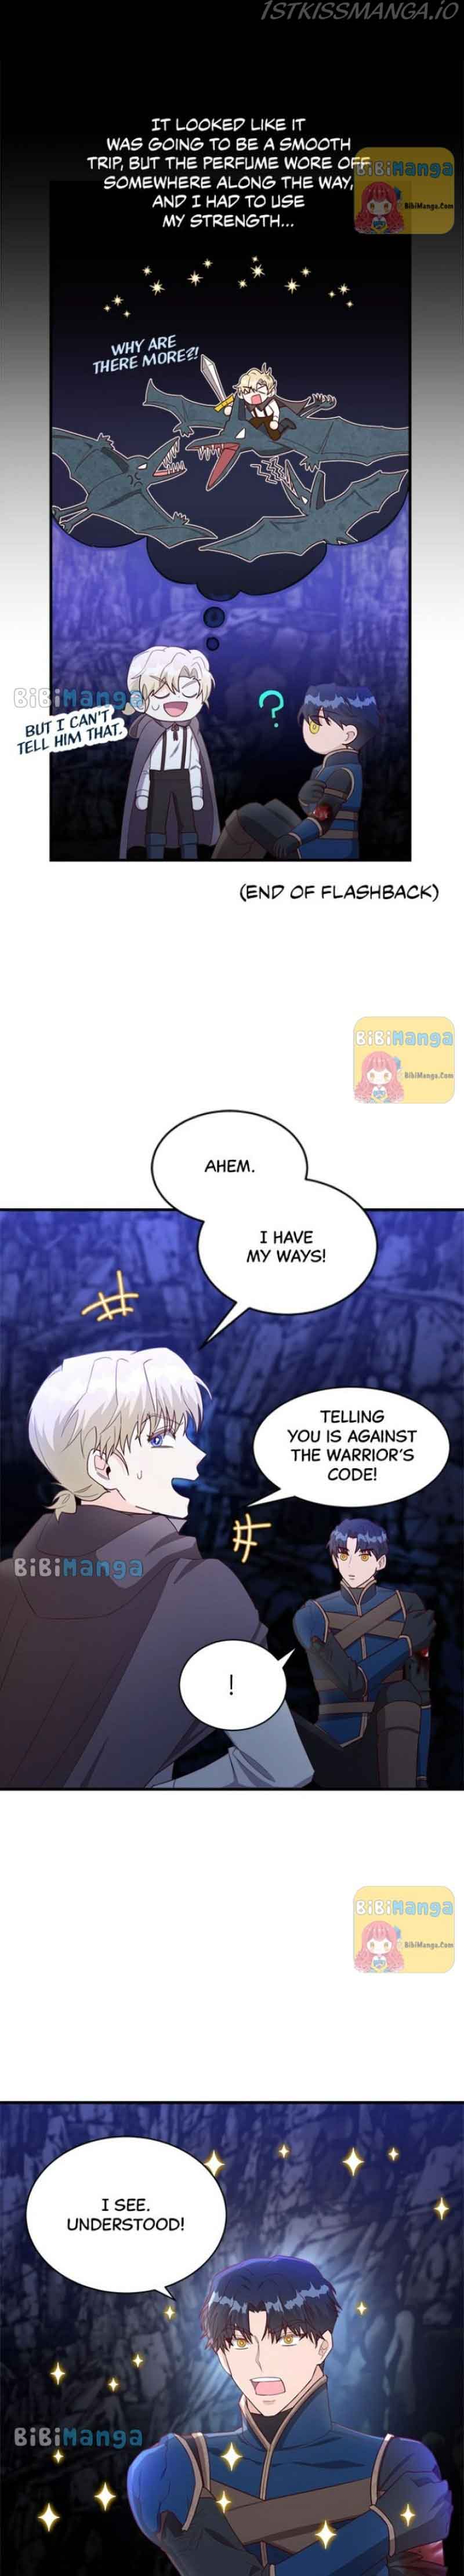 1STKISSMANGA.iO
IT LOOKED LIKE IT
WAS GOING TO BE A SMOOTH
TRIP, BUT THE PERFUME WORE OFF
SOMEWHERE ALONG THE WAY,
AND I HAD TO USE
MY STRENGTH...
BiBiManga
BibiManga.Com
WHY ARE
THERE MORE?!
BiBiManga
BUT I CAN'T
TELL HIM THAT.
?
(END OF FLASHBACK)
BiBiManga
BibiManga.Com
AHEM.
I HAVE
MY WAYS!
TELLING
YOU IS AGAINST
THE WARRIOR'S
CODE!
BiBiManga
!
BiBiManga
BibiManga.Com
I SEE.
UNDERSTOOD!
BiBiManga